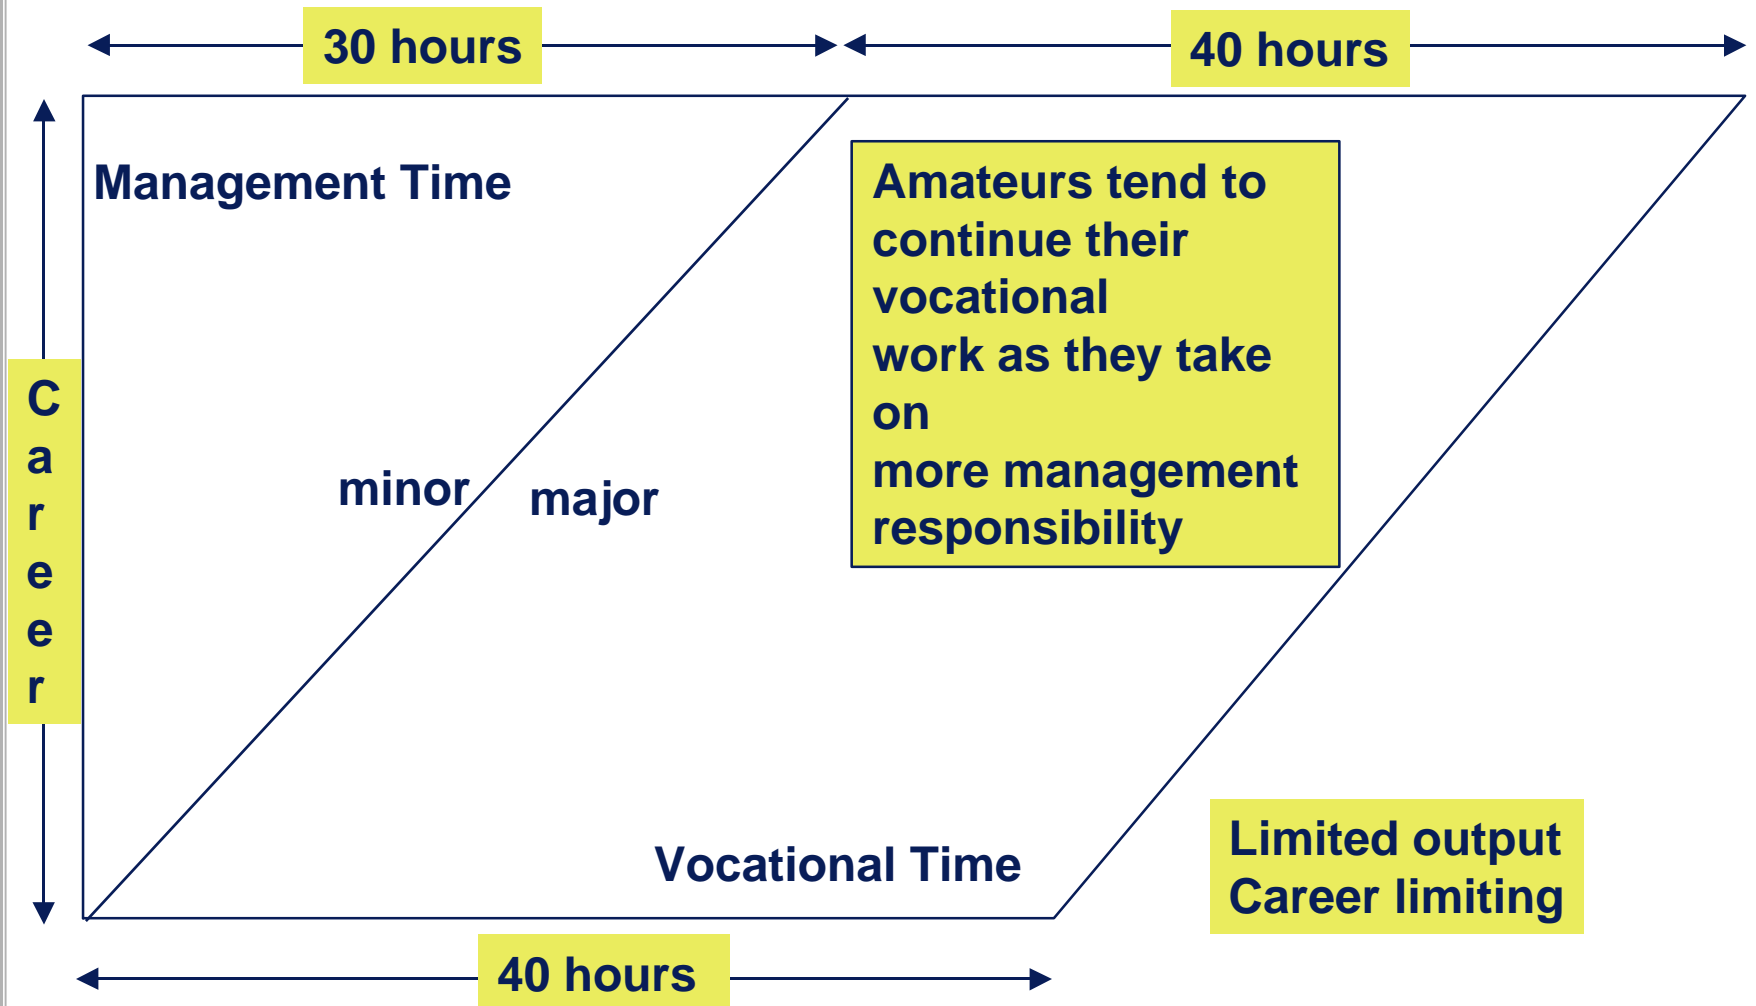 30 hours
40 hours
Management Time
Amateurs tend to
continue their
vocational
work as they take
on
more management
responsibility
C
a
r
e
e
r
minor
major
Vocational Time
Limited output
Career limiting
40 hours